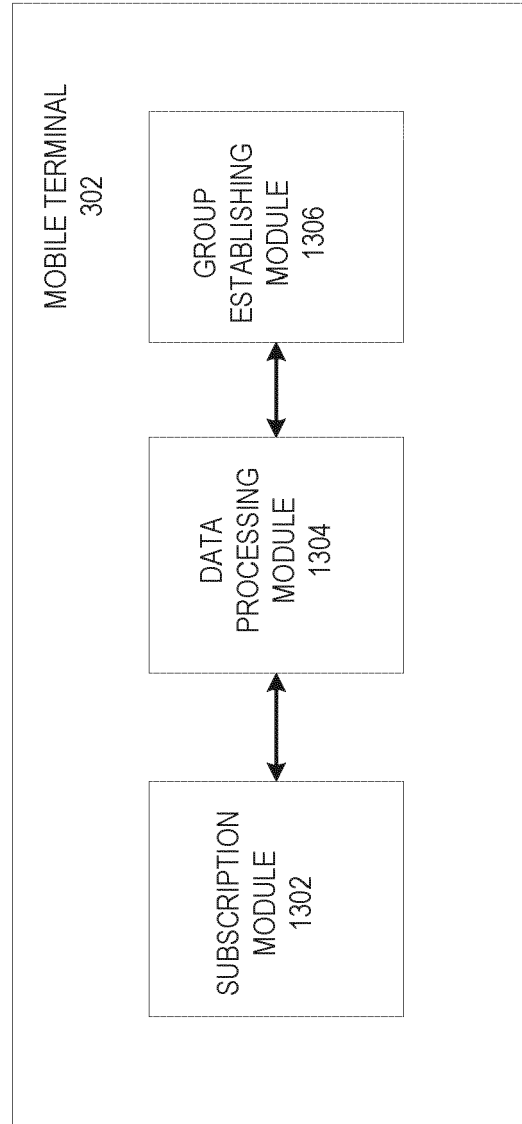 MOBILE TERMINAL
302
SUBSCRIPTION
MODULE
1302
DATA
PROCESSING
MODULE
1304
GROUP
ESTABLISHING
MODULE
1306